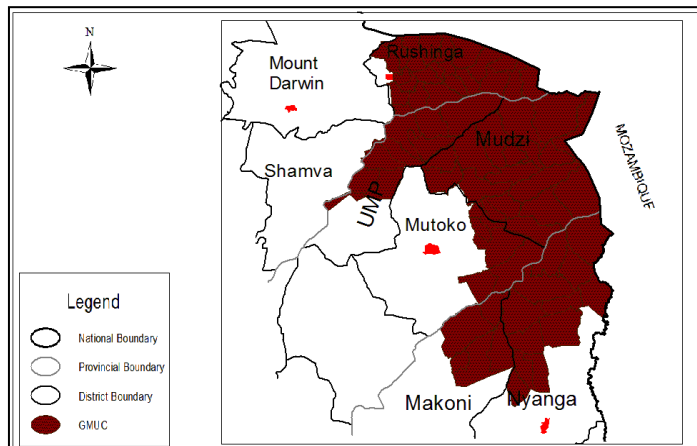 N
Rushinga
Mount
Darwin
Mudzi
MOZAMBIQUE
Shamva
UMP
Mutoko
Makoni
Nyanga
Legend
National Boundary
Provincial Boundary
District Boundary
GMUC